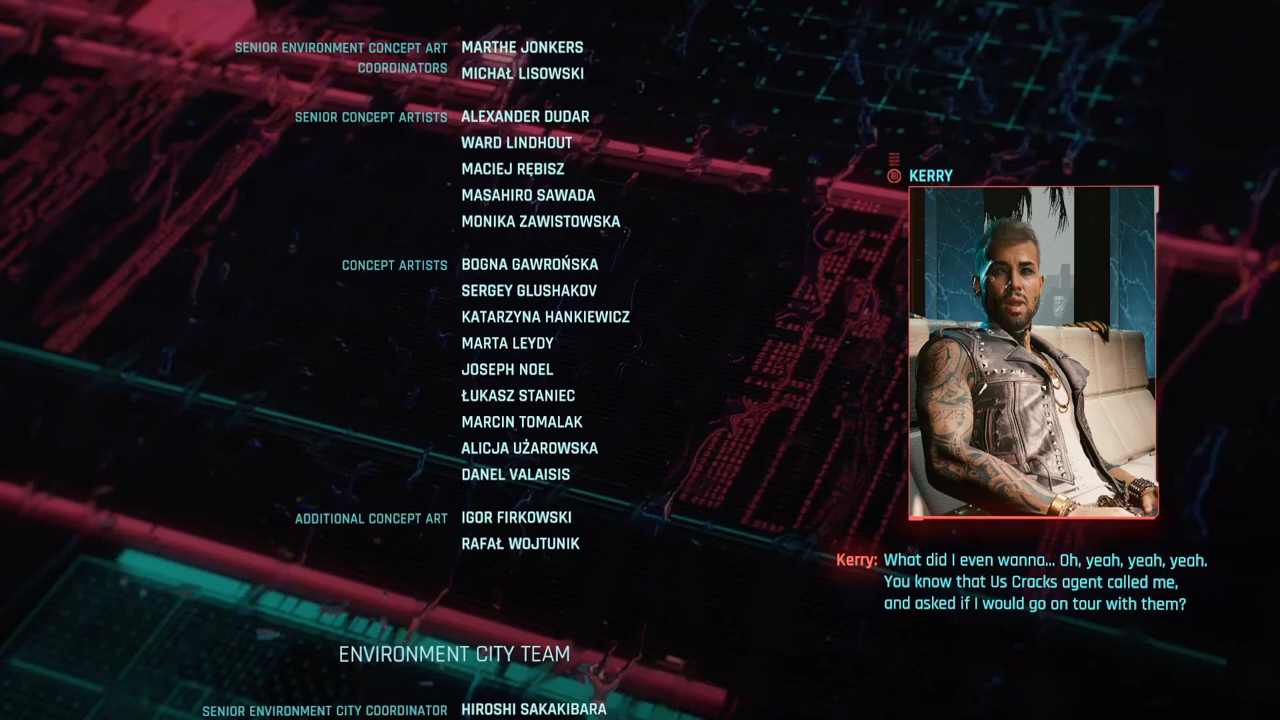 SENIOR ENVIRONMENT CONCEPT ART MARTHE JONKERS
COORDINATORS MICHAŁ LISOWSKI
SENIOR CONCEPT ARTISTS ALEXANDER DUDAR
WARD LINDHOUT
MACIEJ RĘBISZ
MASAHIRO SAWADA
MONIKA ZAWISTOWSKA
CONCEPT ARTISTS BOGNA GAWROŃSKA
SERGEY GLUSHAKOV
KATARZYNA HANKIEWICZ
MARTA LEYDY
JOSEPH NOEL
ŁUKASZ STANIEC
MARCIN TOMALAK
ALICJA UŻAROWSKA
DANEL VALAISIS
ADDITIONAL CONCEPT ART IGOR FIRKOWSKI
RAFAŁ WOJTUNIK
ENVIRONMENT CITY TEAM
SENIOR ENVIRONMENT CITY COORDINATOR HIROSHI SAKAKIBARA
KERRY
Kerry: What did I even wanna... Oh, yeah, yeah, yeah.
You know that Us Cracks agent called me,
and asked if I would go on tour with them?